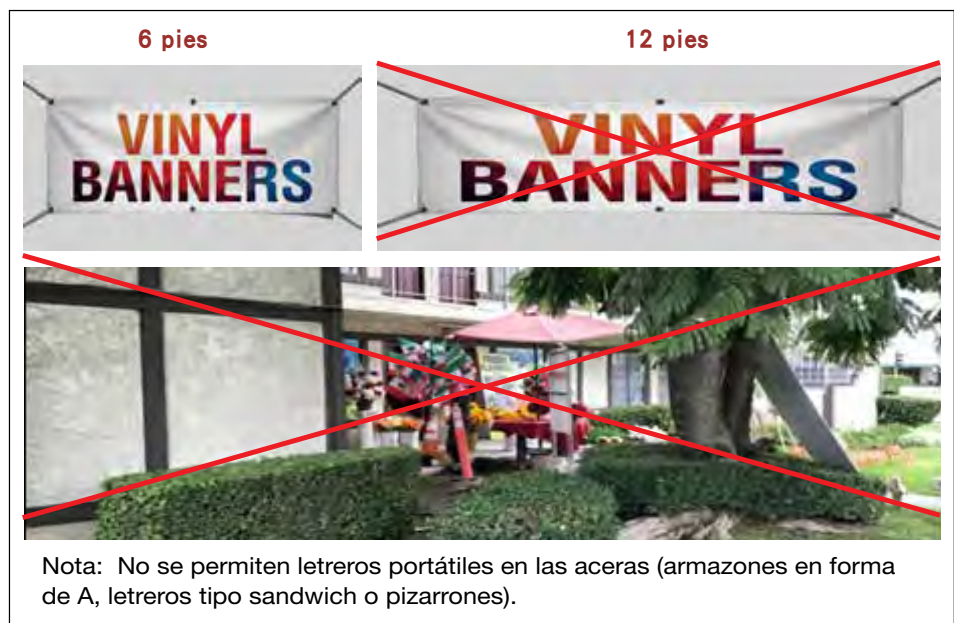 6 pies
12 pies
VINYL
BANNERS
VINYL
BANNERS
Nota: No se permiten letreros portátiles en las aceras (armazones en forma
de A, letreros tipo sandwich o pizarrones).